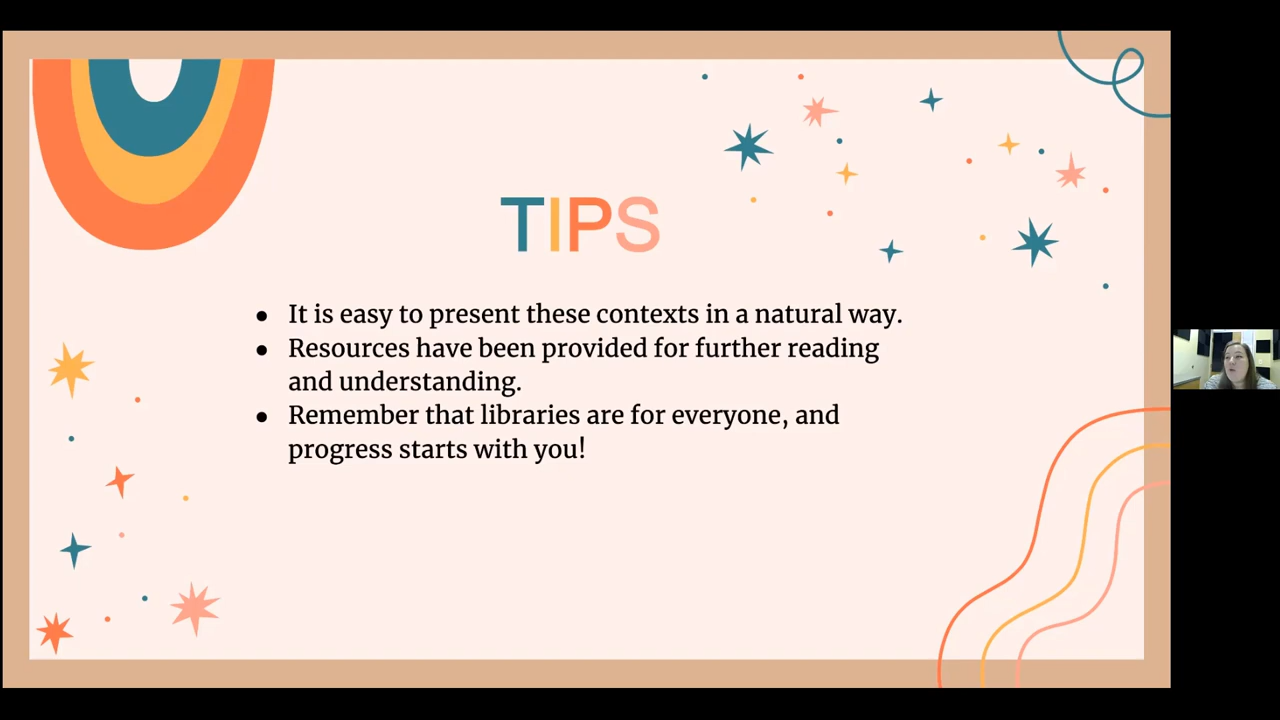 TIPS
● It is easy to present these contexts in a natural way.
● Resources have been provided for further reading
and understanding.
● Remember that libraries are for everyone, and
progress starts with you!